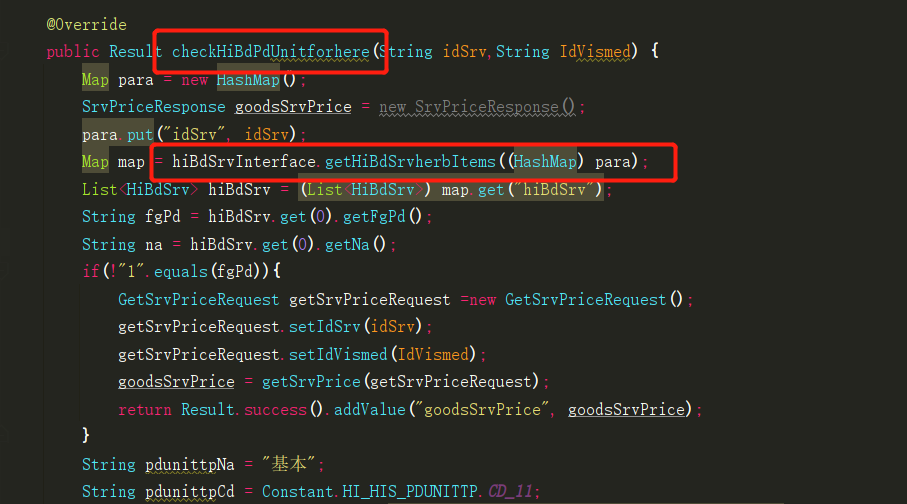 @Override
public Result checkHiBdPdUnitforhere(String idSrv,String IdVismed) {
Map para = new HashMap();
SrvPriceResponse goodsSrvPrice = new SrvPriceResponse();
para.put("idSrv", idSrv);
Map map = hiBdSrvInterface.getHiBdSrvherbItems((HashMap) para);
List<HiBdSrv> hiBdSrv = (List<HiBdSrv>) map.get("hiBdSrv");
String fgPd = hiBdSrv.get(0).getFgPd();
String na = hiBdSrv.get(0).getNa();
if(!"1".equals(fgPd)){
GetSrvPriceRequest getSrvPriceRequest =new GetSrvPriceRequest();
getSrvPriceRequest.setIdSrv(idSrv);
getSrvPriceRequest.setIdVismed(IdVismed);
goodsSrvPrice = getSrvPrice(getSrvPriceRequest);
return Result.success().addValue("goodsSrvPrice", goodsSrvPrice);
}
String pdunittpNa = "基本";
String pdunittpCd = Constant.HI_HIS_PDUNITTP.CD_11;